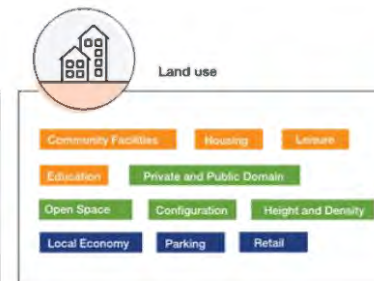 Land use
Community Facilities Housing Leisure
Education Private and Public Domain
Open Space Configuration Height and Density
Local Economy Parking Retail